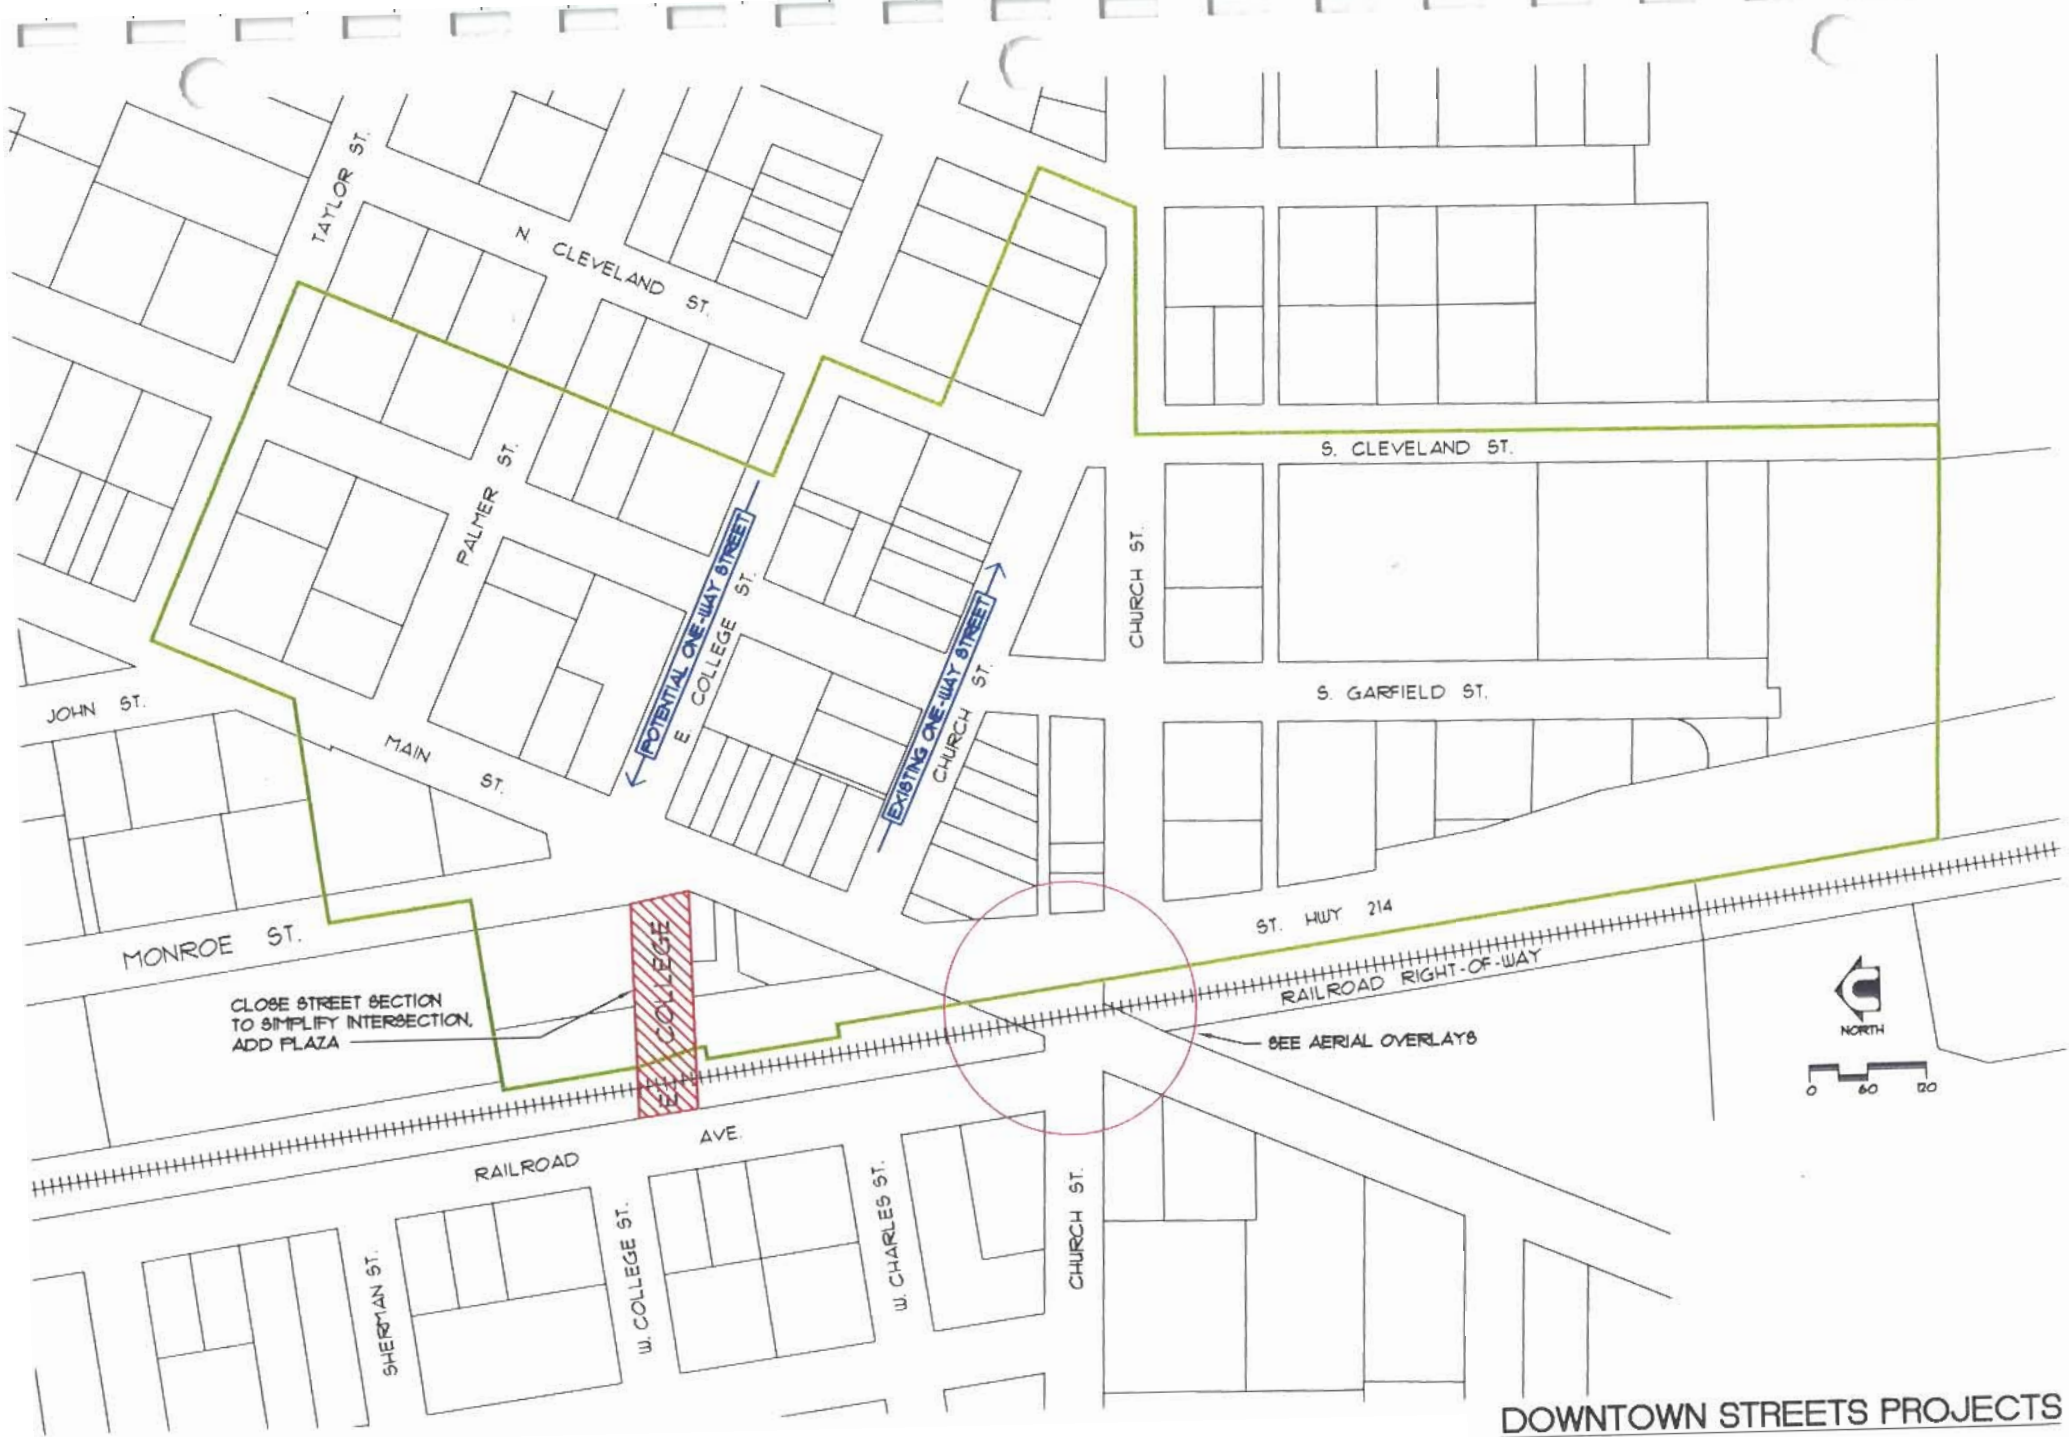 TAYLOR ST.
N. CLEVELAND ST.
S. CLEVELAND ST.
PALMER ST.
POTENTIAL ONE-WAY STREET
E. COLLEGE ST.
EXISTING ONE-WAY STREET
CHURCH ST.
CHURCH ST.
S. GARFIELD ST.
JOHN ST.
MAIN ST.
MONROE ST.
ST. HWY 214
COLLEGE
CLOSE STREET SECTION
TO SIMPLIFY INTERSECTION.
ADD PLAZA
RAILROAD RIGHT-OF-WAY
SEE AERIAL OVERLAYS
NORTH
0 60 120
RAILROAD AVE.
SHERMAN ST.
W. COLLEGE ST.
W. CHARLES ST.
CHURCH ST.
DOWNTOWN STREETS PROJECTS